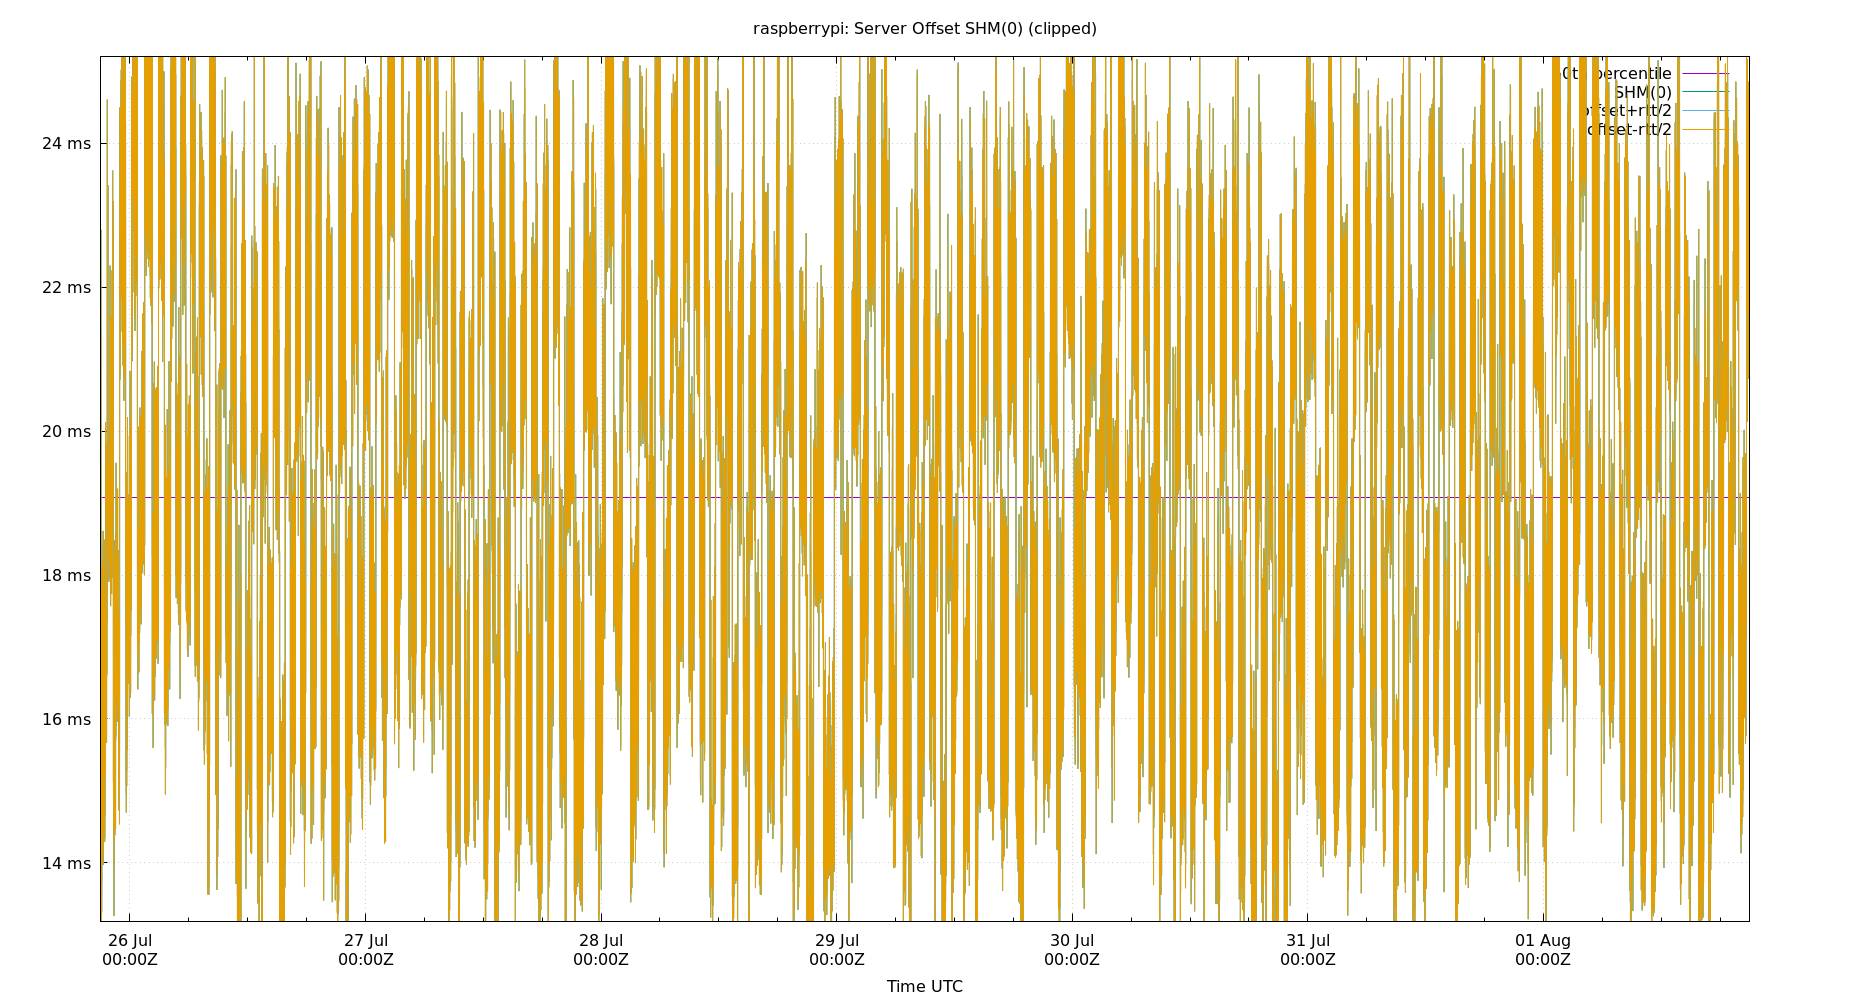 raspberrypi: Server Offset SHM(0) (clipped)
percentile
SHM(0)
offset+rtt/2
offset-rtt/2
24 ms
22 ms
20 ms
18 ms
16 ms
14 ms
26 Jul
00:00Z
27 Jul
00:00Z
28 Jul
00:00Z
29 Jul
00:00Z
30 Jul
00:00Z
31 Jul
00:00Z
01 Aug
00:00Z
Time UTC